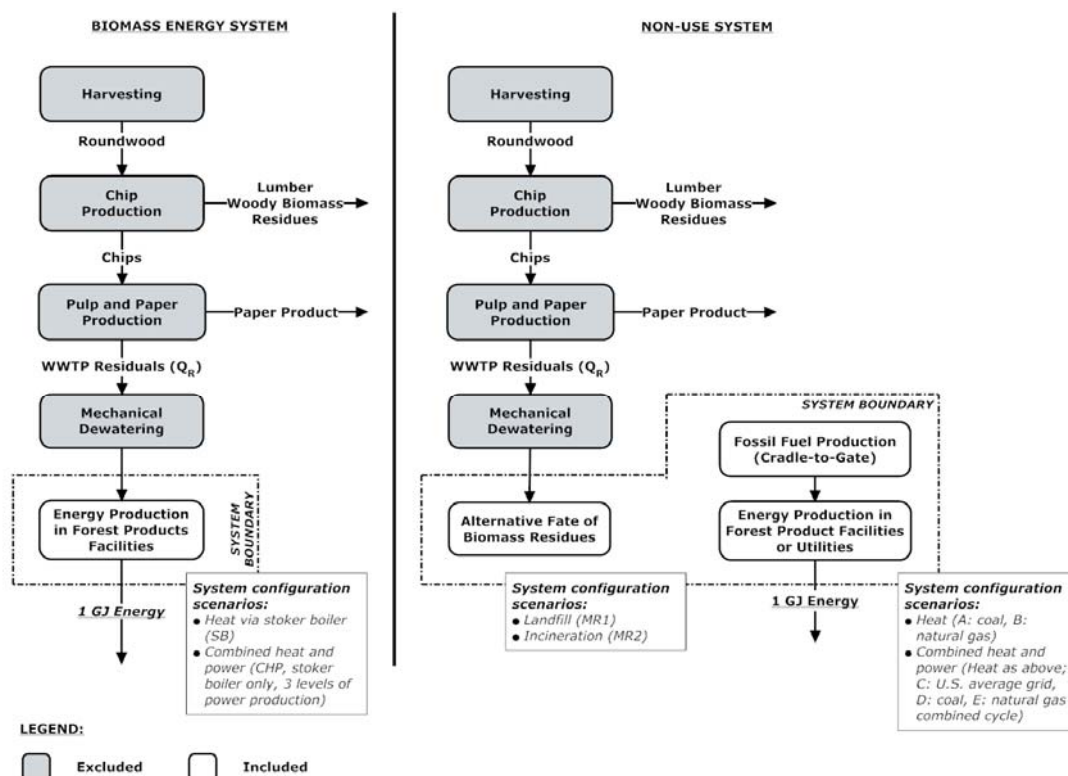 BIOMASS ENERGY SYSTEM
Harvesting
Roundwood
Chip
Production
Lumber
Woody Biomass
Residues
Chips
Pulp and Paper
Production
Paper Product
WWTP Residuals (QR)
Mechanical
Dewatering
Energy Production
in Forest Products
Facilities
SYSTEM
BOUNDARY
1 GJ Energy
System configuration
scenarios:
● Heat via stoker boiler
(SB)
● Combined heat and
power (CHP, stoker
boiler only, 3 levels of
power production)
NON-USE SYSTEM
Harvesting
Roundwood
Chip
Production
Lumber
Woody Biomass
Residues
Chips
Pulp and Paper
Production
Paper Product
WWTP Residuals (QR)
Mechanical
Dewatering
SYSTEM BOUNDARY
Fossil Fuel Production
(Cradle-to-Gate)
Alternative Fate of
Biomass Residues
Energy Production in
Forest Product Facilities
or Utilities
System configuration
scenarios:
● Landfill (MR1)
● Incineration (MR2)
1 GJ Energy
System configuration
scenarios:
● Heat (A: coal, B:
natural gas)
● Combined heat and
power (Heat as above;
C: U.S. average grid,
D: coal, E: natural gas
combined cycle)
LEGEND:
Excluded
Included